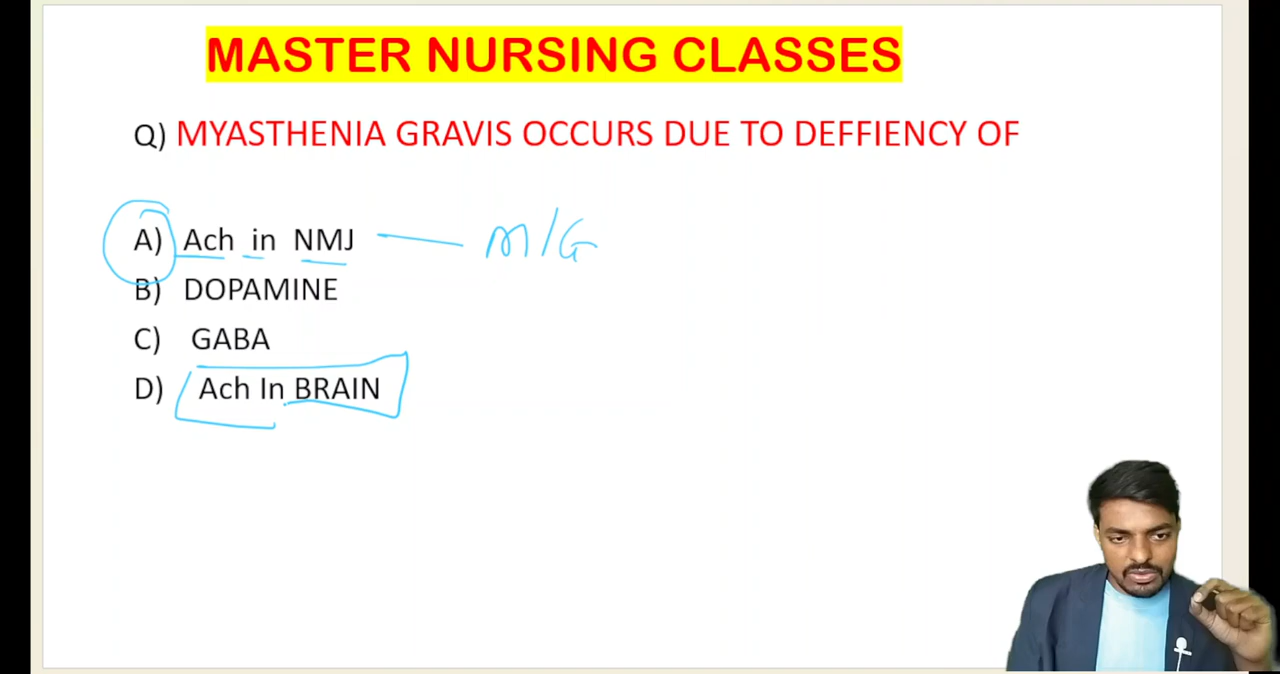 MASTER NURSING CLASSES
Q) MYASTHENIA GRAVIS OCCURS DUE TO DEFFIENCY OF
A) Ach in NMJ — M/G
B) DOPAMINE
C) GABA
D) Ach In BRAIN